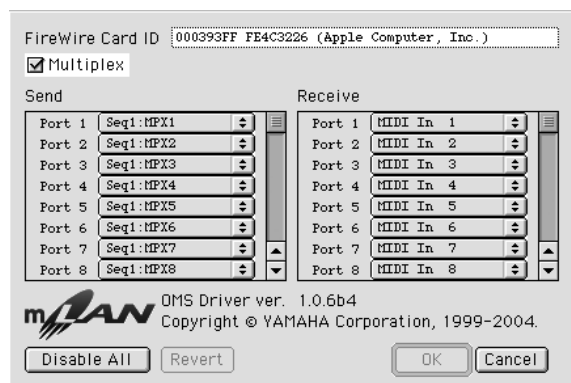 FireWire Card ID 000393FF FE4C3226 (Apple Computer, Inc.)
Multiplex
Send Receive
Port 1 Seq1:MPX1 Port 1 MIDI In 1
Port 2 Seq1:MPX2 Port 2 MIDI In 2
Port 3 Seq1:MPX3 Port 3 MIDI In 3
Port 4 Seq1:MPX4 Port 4 MIDI In 4
Port 5 Seq1:MPX5 Port 5 MIDI In 5
Port 6 Seq1:MPX6 Port 6 MIDI In 6
Port 7 Seq1:MPX7 Port 7 MIDI In 7
Port 8 Seq1:MPX8 Port 8 MIDI In 8
mLAN OMS Driver ver. 1.0.6b4
Copyright © YAMAHA Corporation, 1999-2004.
Disable All Revert OK Cancel